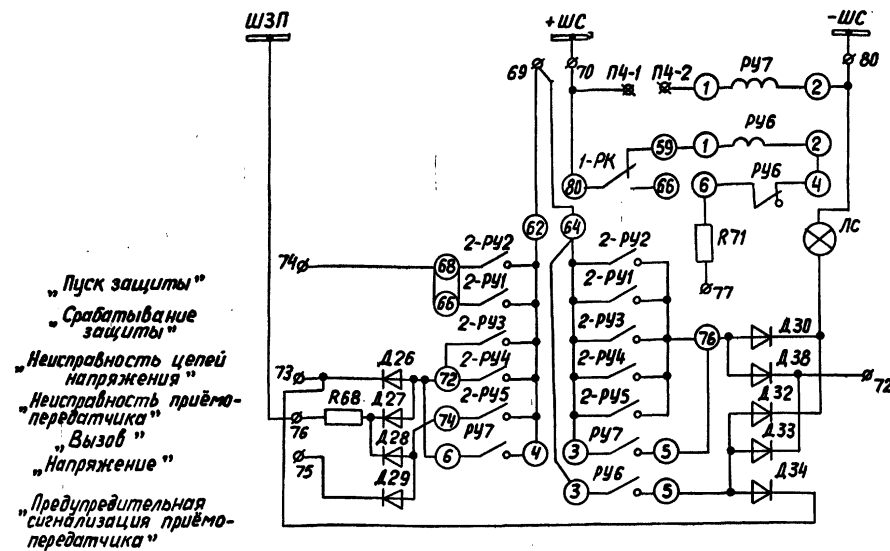 ШЗП
+ШС
-ШС
69
70
П4-1
П4-2
1
РУ7
2
80
1-РК
59
1
РУ6
2
80
66
6
РУ6
4
62
64
R71
ЛС
74
68
2-РУ2
2-РУ2
77
66
2-РУ1
2-РУ1
„Пуск защиты”
„Срабатывание
защиты”
„Неисправность цепей
напряжения”
„Неисправность приёмо-
передатчика”
„Вызов”
„Напряжение”
„Предупредительная
сигнализация приёмо-
передатчика”
2-РУ3
2-РУ3
76
Д30
73
Д26
72
2-РУ4
2-РУ4
Д38
72
R68
Д27
2-РУ5
2-РУ5
Д32
76
Д28
74
РУ7
РУ7
Д33
75
6
4
3
5
Д29
РУ6
3
5
Д34